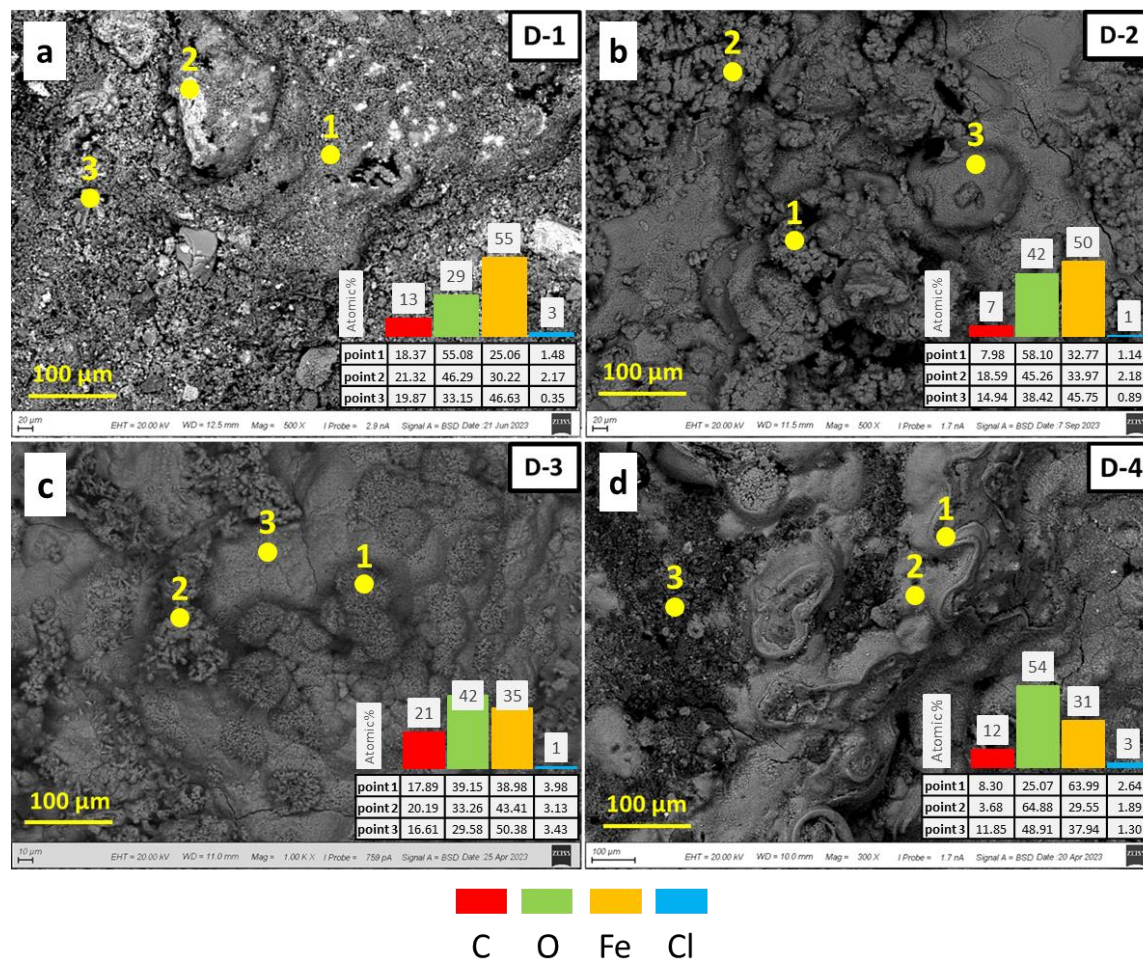 a
D-1
2
1
3
Atomic%
13 29 55 3
point 1 18.37 55.08 25.06 1.48
point 2 21.32 46.29 30.22 2.17
point 3 19.87 33.15 46.63 0.35
100 µm
20 µm EHT = 20.00 kV WD = 12.5 mm Mag = 500 X I Probe = 2.9 nA Signal A = BSD Date :21 Jun 2023 ZEISS
b
D-2
2
3
1
Atomic%
7 42 50 1
point 1 7.98 58.10 32.77 1.14
point 2 18.59 45.26 33.97 2.18
point 3 14.94 38.42 45.75 0.89
100 µm
20 µm EHT = 20.00 kV WD = 11.5 mm Mag = 500 X I Probe = 1.7 nA Signal A = BSD Date :7 Sep 2023 ZEISS
c
D-3
3
1
2
Atomic%
21 42 35 1
point 1 17.89 39.15 38.98 3.98
point 2 20.19 33.26 43.41 3.13
point 3 16.61 29.58 50.38 3.43
100 µm
10 µm EHT = 20.00 kV WD = 11.0 mm Mag = 1.00 K X I Probe = 759 pA Signal A = BSD Date :25 Apr 2023 ZEISS
d
D-4
1
2
3
Atomic%
12 54 31 3
point 1 8.30 25.07 63.99 2.64
point 2 3.68 64.88 29.55 1.89
point 3 11.85 48.91 37.94 1.30
100 µm
100 µm EHT = 20.00 kV WD = 10.0 mm Mag = 300 X I Probe = 1.7 nA Signal A = BSD Date :20 Apr 2023 ZEISS
C O Fe Cl